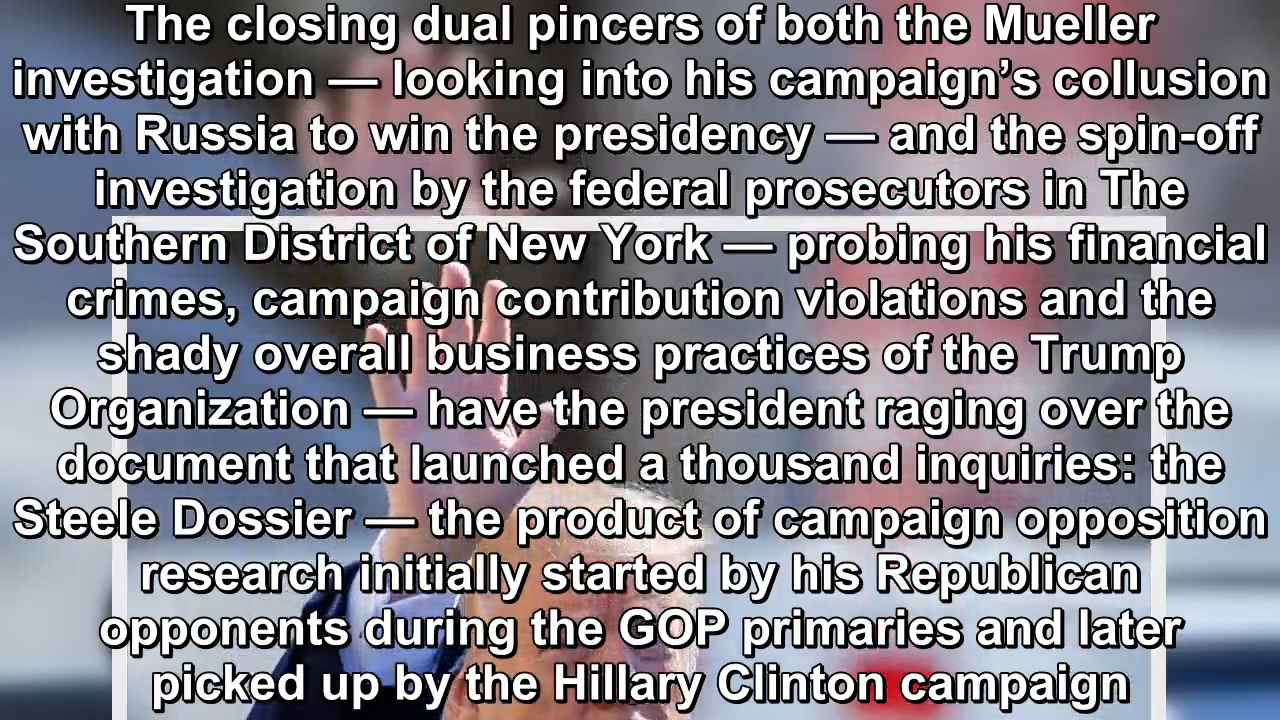 The closing dual pincers of both the Mueller
investigation — looking into his campaign’s collusion
with Russia to win the presidency — and the spin-off
investigation by the federal prosecutors in The
Southern District of New York — probing his financial
crimes, campaign contribution violations and the
shady overall business practices of the Trump
Organization — have the president raging over the
document that launched a thousand inquiries: the
Steele Dossier — the product of campaign opposition
research initially started by his Republican
opponents during the GOP primaries and later
picked up by the Hillary Clinton campaign